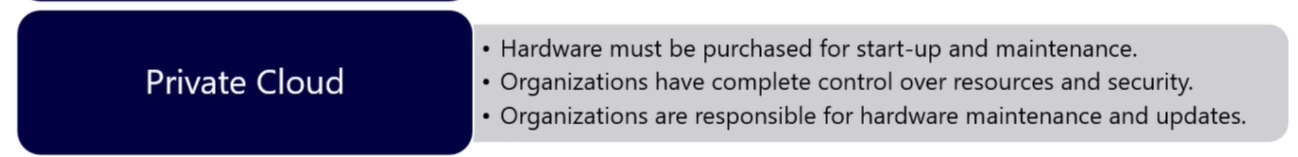 Private Cloud
• Hardware must be purchased for start-up and maintenance.
• Organizations have complete control over resources and security.
• Organizations are responsible for hardware maintenance and updates.